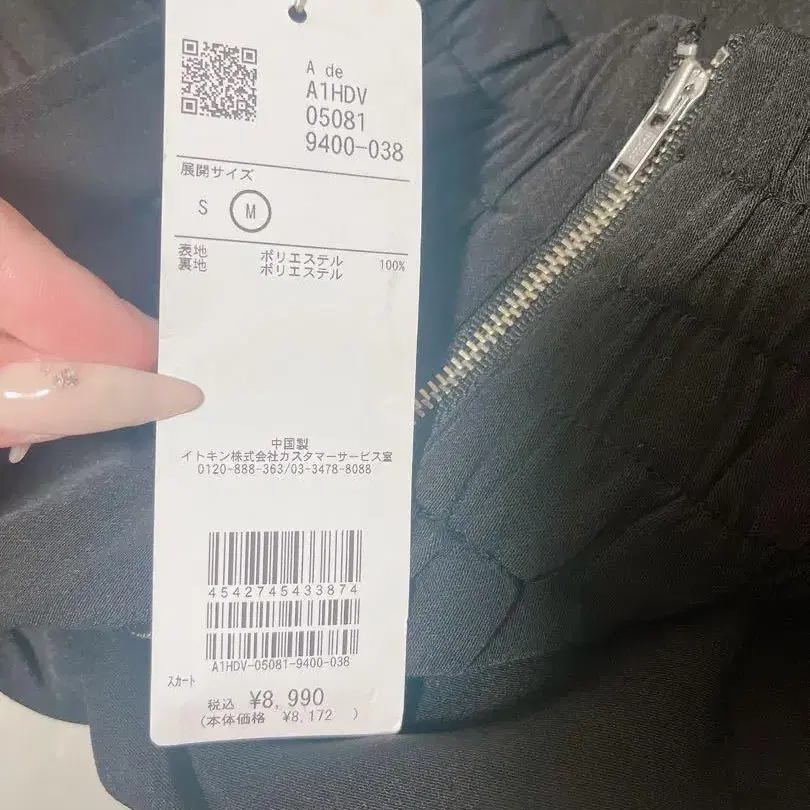 A de
A1HDV
05081
9400-038
展開サイズ
S M
表地 ポリエステル 100%
裏地 ポリエステル
中国製
イトキン株式会社カスタマーサービス室
0120-888-363/03-3478-8088
4542745433874
A1HDV-05081-9400-038
スカート
税込 ¥8,990
(本体価格 ¥8,172 )